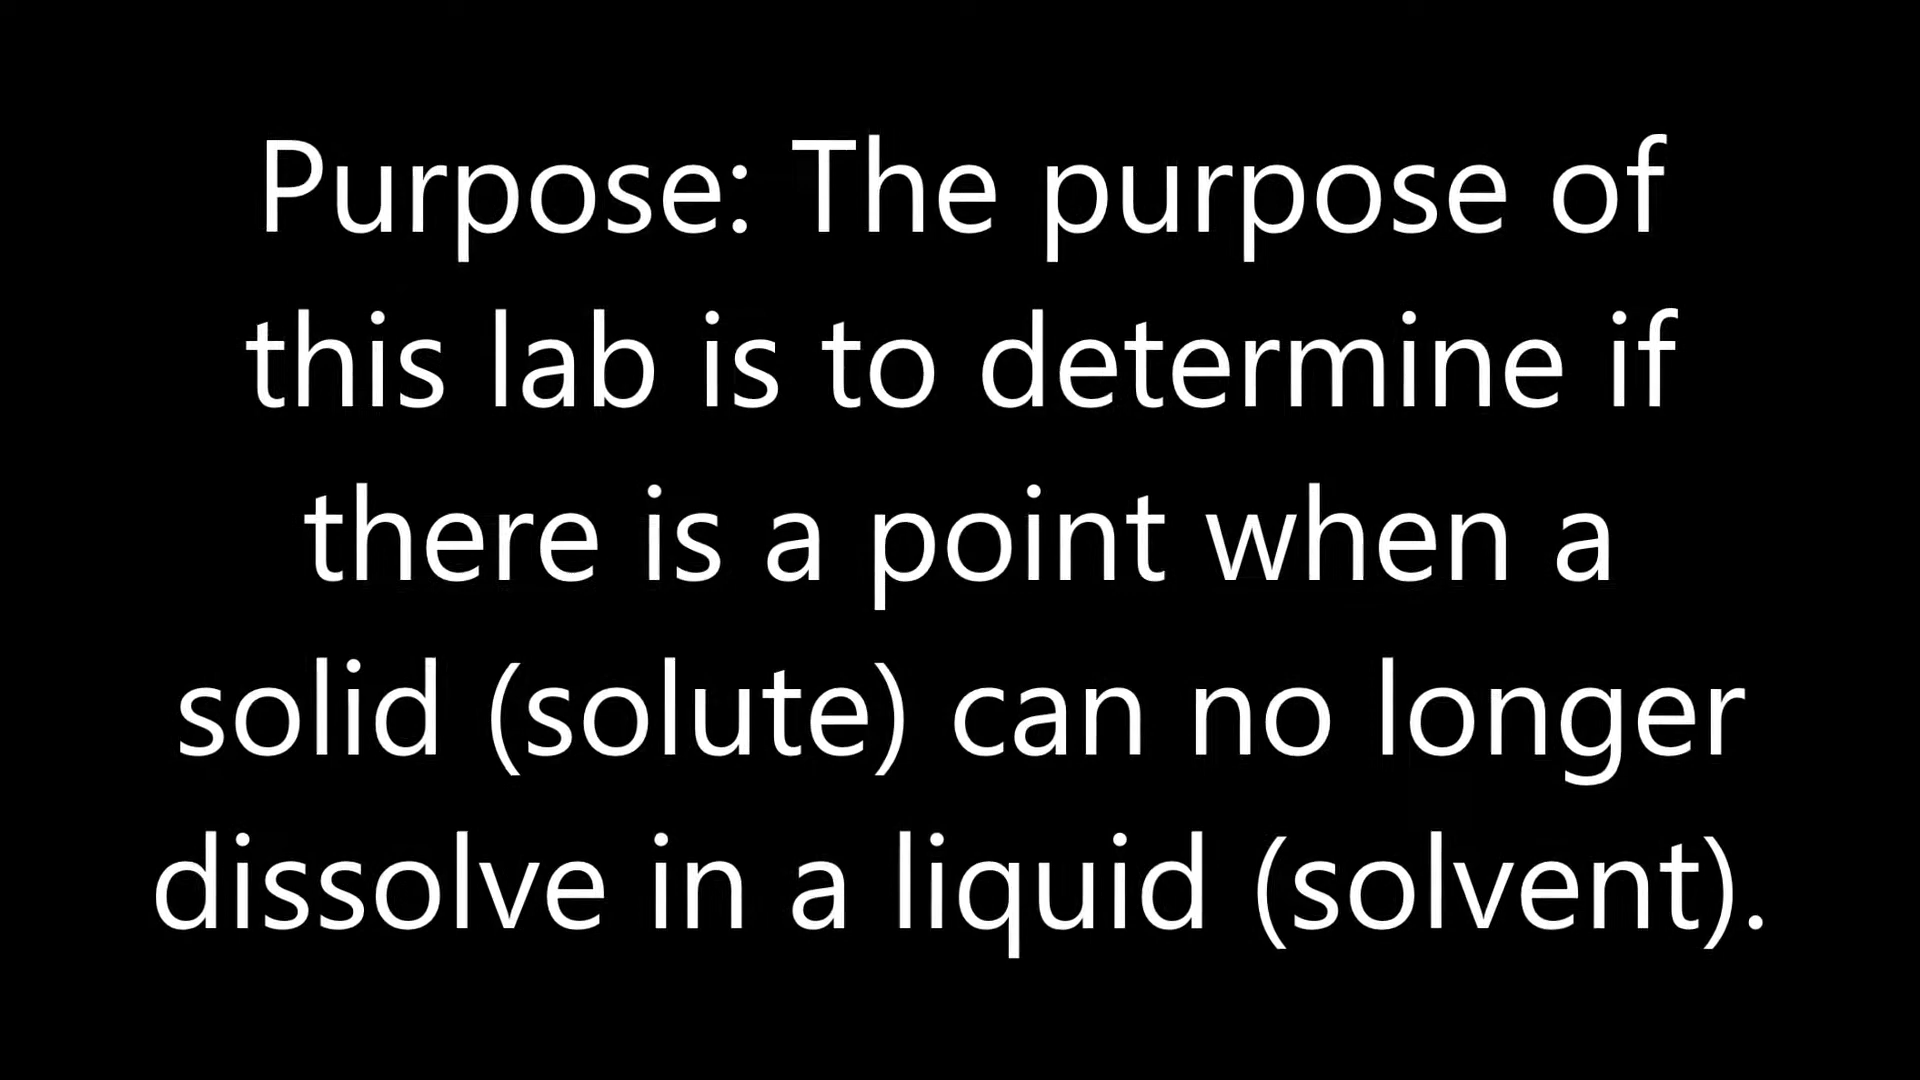 Purpose: The purpose of
this lab is to determine if
there is a point when a
solid (solute) can no longer
dissolve in a liquid (solvent).